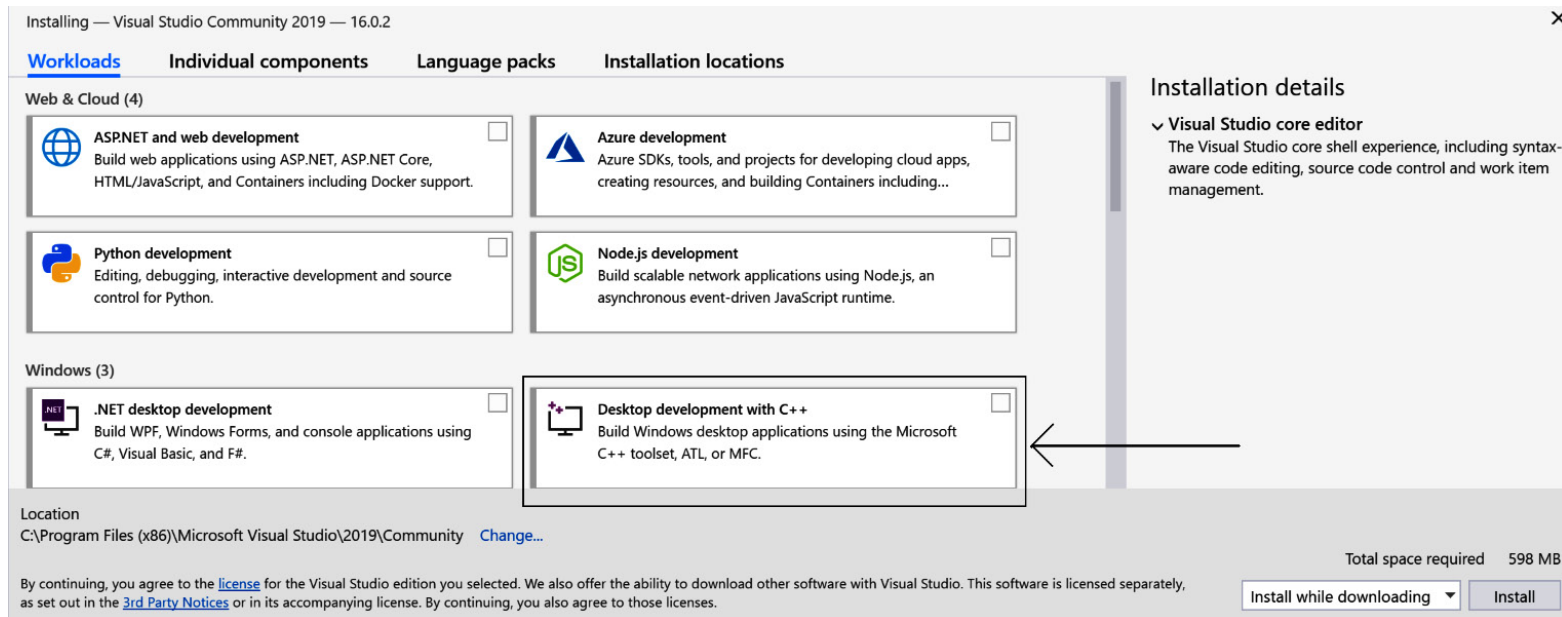 Installing — Visual Studio Community 2019 — 16.0.2
Workloads
Individual components
Language packs
Installation locations
Web & Cloud (4)
ASP.NET and web development
Build web applications using ASP.NET, ASP.NET Core,
HTML/JavaScript, and Containers including Docker support.
Azure development
Azure SDKs, tools, and projects for developing cloud apps,
creating resources, and building Containers including...
Python development
Editing, debugging, interactive development and source
control for Python.
JS
Node.js development
Build scalable network applications using Node.js, an
asynchronous event-driven JavaScript runtime.
Windows (3)
.NET
.NET desktop development
Build WPF, Windows Forms, and console applications using
C#, Visual Basic, and F#.
Desktop development with C++
Build Windows desktop applications using the Microsoft
C++ toolset, ATL, or MFC.
Installation details
Visual Studio core editor
The Visual Studio core shell experience, including syntax-
aware code editing, source code control and work item
management.
Location
C:\Program Files (x86)\Microsoft Visual Studio\2019\Community Change...
Total space required 598 MB
By continuing, you agree to the license for the Visual Studio edition you selected. We also offer the ability to download other software with Visual Studio. This software is licensed separately,
as set out in the 3rd Party Notices or in its accompanying license. By continuing, you also agree to those licenses.
Install while downloading
Install